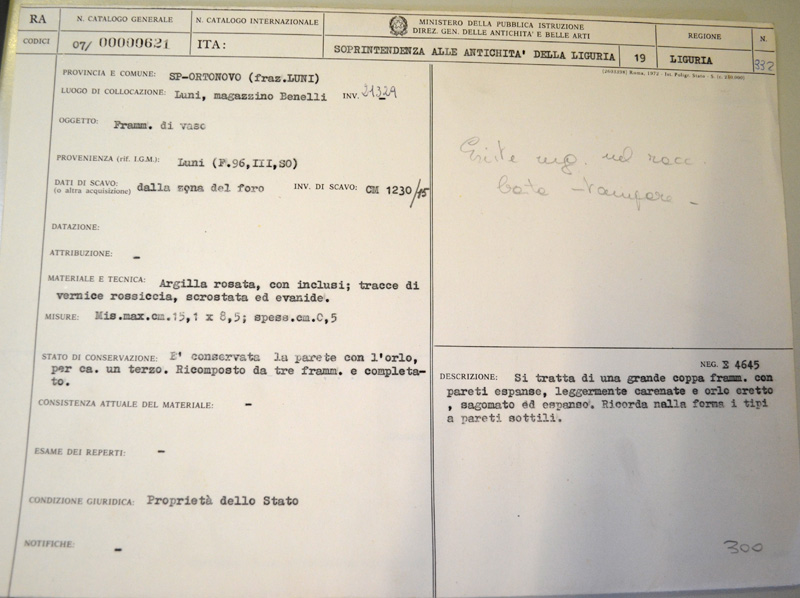 RA
CODICI
N. CATALOGO GENERALE
07/ 00000621
N. CATALOGO INTERNAZIONALE
ITA:
MINISTERO DELLA PUBBLICA ISTRUZIONE
DIREZ. GEN. DELLE ANTICHITA' E BELLE ARTI
SOPRINTENDENZA ALLE ANTICHITA' DELLA LIGURIA
19
REGIONE
LIGURIA
N.
332
PROVINCIA E COMUNE: SP-ORTONOVO (fraz.LUNI)
LUOGO DI COLLOCAZIONE: Luni, magazzino Benelli INV. 21329
OGGETTO: Framm. di vaso
PROVENIENZA (rif. I.G.M.): Luni (F.96,III,SO)
DATI DI SCAVO: dalla zona del foro INV. DI SCAVO: CM 1230/75
(o altra acquisizione)
DATAZIONE:
ATTRIBUZIONE: -
MATERIALE E TECNICA: Argilla rosata, con inclusi; tracce di
vernice rossiccia, scrostata ed evanide.
MISURE: Mis.max.cm.15,1 x 8,5; spess.cm.0,5
STATO DI CONSERVAZIONE: E' conservata la parete con l'orlo,
per ca. un terzo. Ricomposto da tre framm. e completa-
to.
CONSISTENZA ATTUALE DEL MATERIALE: -
ESAME DEI REPERTI: -
CONDIZIONE GIURIDICA: Proprietà dello Stato
NOTIFICHE: -
Esiste
NEG. E 4645
DESCRIZIONE: Si tratta di una grande coppa framm. con
pareti espanse, leggermente carenate e orlo eretto
, sagomato ed espanso. Ricorda nalla forma i tipi
a pareti sottili.
300